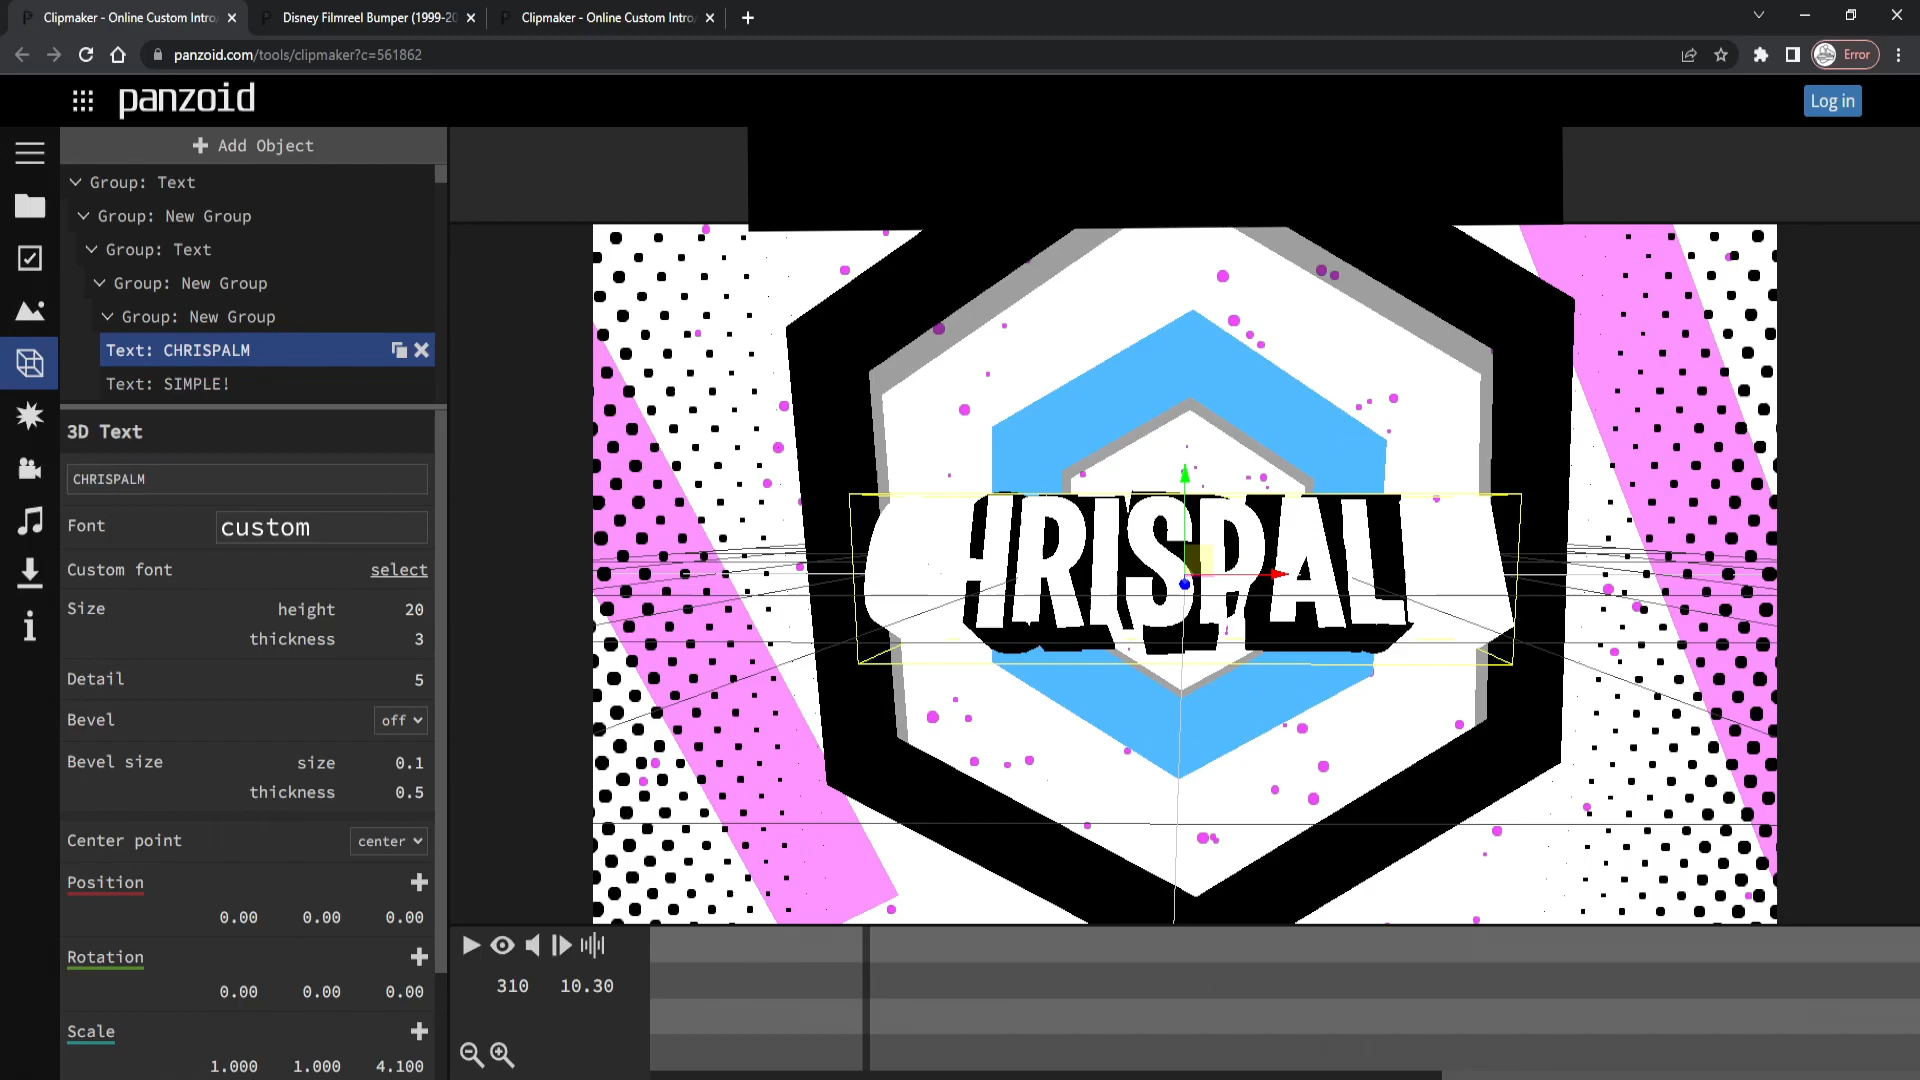 Clipmaker - Online Custom Intro
Disney Filmreel Bumper (1999-20
Clipmaker - Online Custom Intro
panzoid.com/tools/clipmaker?c=561862
Error
panzoid
Log in
Add Object
Group: Text
Group: New Group
Group: Text
Group: New Group
Group: New Group
Text: CHRISPALM
Text: SIMPLE!
3D Text
CHRISPALM
Font custom
Custom font select
Size height 20
thickness 3
Detail 5
Bevel off
Bevel size size 0.1
thickness 0.5
Center point center
Position
0.00 0.00 0.00
Rotation
0.00 0.00 0.00
Scale
1.000 1.000 4.100
HRISPAL
310 10.30